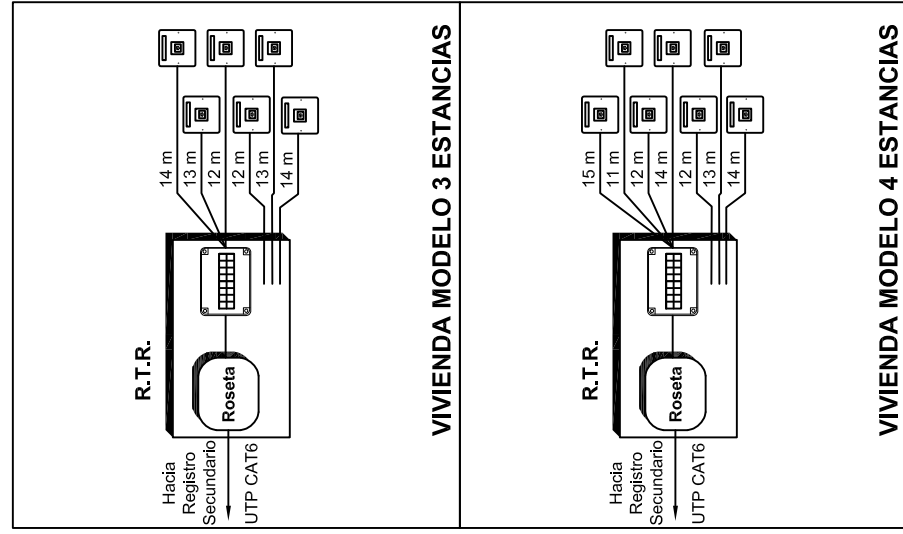 14 m
13 m
12 m
12 m
13 m
14 m
R.T.R.
Roseta
Hacia
Registro
Secundario
UTP CAT6
VIVIENDA MODELO 3 ESTANCIAS
15 m
11 m
12 m
14 m
12 m
13 m
14 m
R.T.R.
Roseta
Hacia
Registro
Secundario
UTP CAT6
VIVIENDA MODELO 4 ESTANCIAS